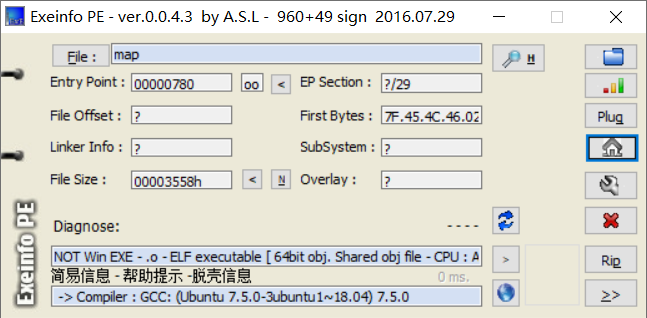 Exeinfo PE - ver.0.0.4.3 by A.S.L - 960+49 sign 2016.07.29
File : map H
Entry Point : 00000780 oo < EP Section : ?/29
File Offset : ? First Bytes : 7F.45.4C.46.02 Plug
Linker Info : ? SubSystem : ?
File Size : 00003558h < N Overlay : ?
Diagnose: ----
NOT Win EXE - .o - ELF executable [ 64bit obj. Shared obj file - CPU : A > Rip
简易信息 - 帮助提示 -脱壳信息 0 ms.
-> Compiler : GCC: (Ubuntu 7.5.0-3ubuntu1~18.04) 7.5.0 >>
Exeinfo PE